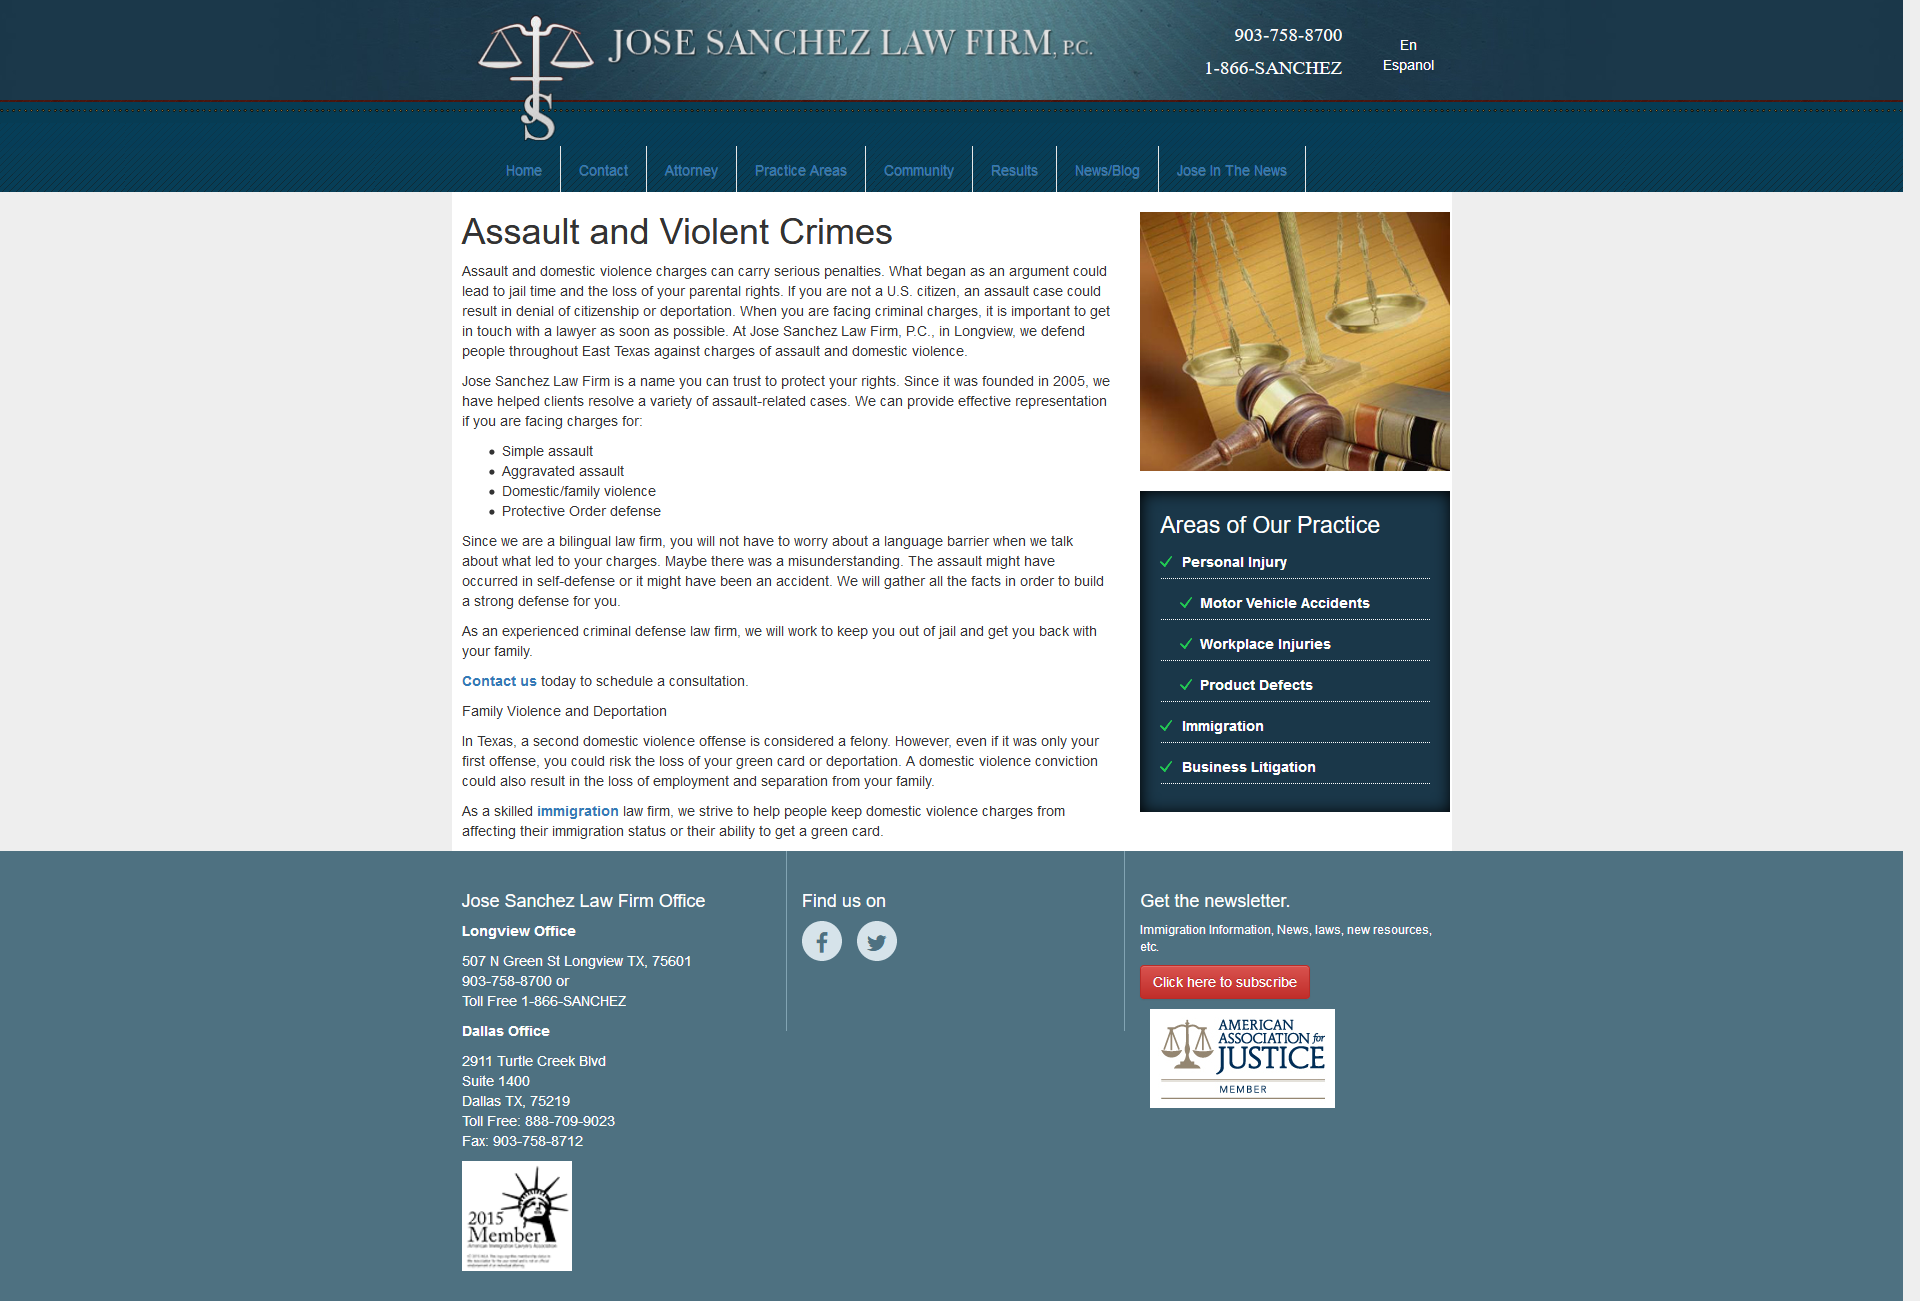 JOSE SANCHEZ LAW FIRM, P.C.
903-758-8700
1-866-SANCHEZ
En
Espanol
JS
Home
Contact
Attorney
Practice Areas
Community
Results
News/Blog
Jose In The News
Assault and Violent Crimes
Assault and domestic violence charges can carry serious penalties. What began as an argument could
lead to jail time and the loss of your parental rights. If you are not a U.S. citizen, an assault case could
result in denial of citizenship or deportation. When you are facing criminal charges, it is important to get
in touch with a lawyer as soon as possible. At Jose Sanchez Law Firm, P.C., in Longview, we defend
people throughout East Texas against charges of assault and domestic violence.
Jose Sanchez Law Firm is a name you can trust to protect your rights. Since it was founded in 2005, we
have helped clients resolve a variety of assault-related cases. We can provide effective representation
if you are facing charges for:
Simple assault
Aggravated assault
Domestic/family violence
Protective Order defense
Since we are a bilingual law firm, you will not have to worry about a language barrier when we talk
about what led to your charges. Maybe there was a misunderstanding. The assault might have
occurred in self-defense or it might have been an accident. We will gather all the facts in order to build
a strong defense for you.
As an experienced criminal defense law firm, we will work to keep you out of jail and get you back with
your family.
Contact us today to schedule a consultation.
Family Violence and Deportation
In Texas, a second domestic violence offense is considered a felony. However, even if it was only your
first offense, you could risk the loss of your green card or deportation. A domestic violence conviction
could also result in the loss of employment and separation from your family.
As a skilled immigration law firm, we strive to help people keep domestic violence charges from
affecting their immigration status or their ability to get a green card.
Areas of Our Practice
Personal Injury
Motor Vehicle Accidents
Workplace Injuries
Product Defects
Immigration
Business Litigation
Jose Sanchez Law Firm Office
Longview Office
507 N Green St Longview TX, 75601
903-758-8700 or
Toll Free 1-866-SANCHEZ
Dallas Office
2911 Turtle Creek Blvd
Suite 1400
Dallas TX, 75219
Toll Free: 888-709-9023
Fax: 903-758-8712
2015
Member
American Immigration Lawyers Association
Find us on
Get the newsletter.
Immigration Information, News, laws, new resources,
etc.
Click here to subscribe
AMERICAN
ASSOCIATION for
JUSTICE
MEMBER